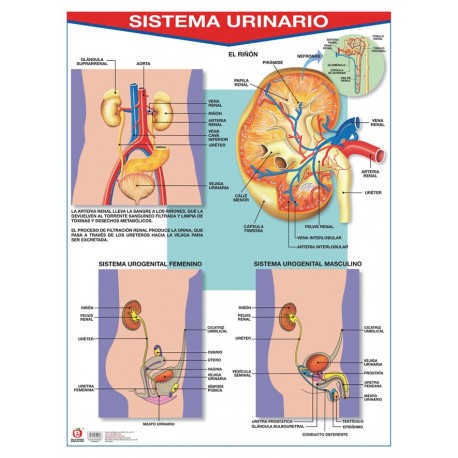 SISTEMA URINARIO
GLÁNDULA
SUPRARRENAL
AORTA
VENA
RENAL
RIÑÓN
ARTERIA
RENAL
VENA
CAVA
INFERIOR
URÉTER
VEJIGA
URINARIA
LA ARTERIA RENAL LLEVA LA SANGRE A LOS RIÑONES, QUE LA
DEVUELVEN AL TORRENTE SANGUÍNEO FILTRADA Y LIMPIA DE
TOXINAS Y DESECHOS METABÓLICOS.
EL PROCESO DE FILTRACIÓN RENAL PRODUCE LA ORINA, QUE
PASA A TRAVÉS DE LOS URETEROS HACIA LA VEJIGA PARA
SER EXCRETADA.
EL RIÑÓN
PIRÁMIDE
NEFRONAS
PAPILA
RENAL
GLOMÉRULO
VENA
RENAL
ARTERIA
RENAL
URÉTER
CÁLIZ
MENOR
CÁPSULA
FIBROSA
PELVIS RENAL
VENA INTERLOBULAR
ARTERIA INTERLOBULAR
SISTEMA UROGENITAL FEMENINO
RIÑÓN
PELVIS
RENAL
URÉTER
CICATRIZ
UMBILICAL
OVARIO
ÚTERO
VAGINA
VEJIGA
URINARIA
SÍNFISIS
PÚBICA
URETRA
FEMENINA
MEATO URINARIO
SISTEMA UROGENITAL MASCULINO
RIÑÓN
PELVIS
RENAL
URÉTER
CICATRIZ
UMBILICAL
VEJIGA
URINARIA
PRÓSTATA
URETRA
PENEANA
MEATO
URINARIO
VESÍCULA
SEMINAL
URETRA PROSTÁTICA
GLÁNDULA BULBOURETRAL
TESTÍCULO
EPIDÍDIMO
CONDUCTO DEFERENTE